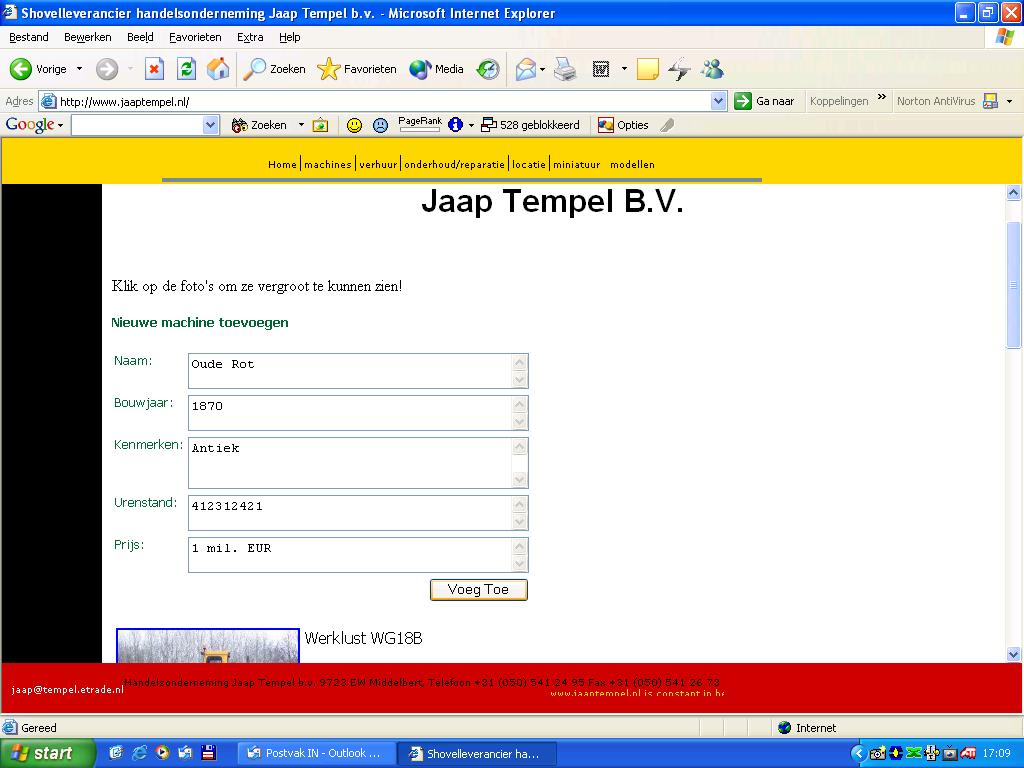 Shovelleverancier handelsonderneming Jaap Tempel b.v. - Microsoft Internet Explorer
Bestand Bewerken Beeld Favorieten Extra Help
Vorige Zoeken Favorieten Media
Adres http://www.jaaptempel.nl/ Ga naar Koppelingen » Norton AntiVirus
Google Zoeken PageRank 528 geblokkeerd Opties
Home machines verhuur onderhoud/reparatie locatie miniatuur modellen
Jaap Tempel B.V.
Klik op de foto's om ze vergroot te kunnen zien!
Nieuwe machine toevoegen
Naam: Oude Rot
Bouwjaar: 1870
Kenmerken: Antiek
Urenstand: 412312421
Prijs: 1 mil. EUR
Voeg Toe
Werklust WG18B
Handelsonderneming Jaap Tempel b.v. 9723 EW Middelbert, Telefoon +31 (050) 541 24 95 Fax +31 (050) 541 26 73
jaap@tempel.etrade.nl
www.jaaptempel.nl is constant in be
Gereed Internet
start Postvak IN - Outlook ... Shovelleverancier ha... 17:09